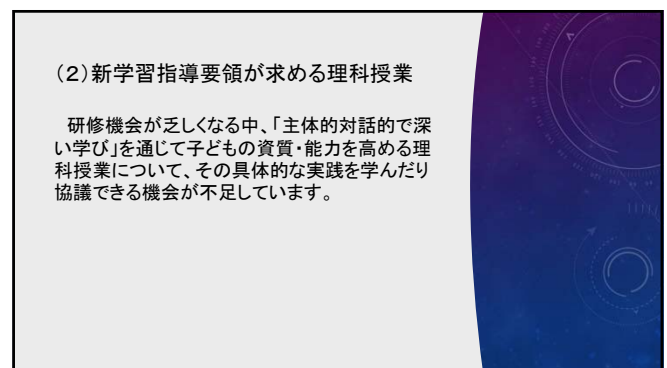 (2)新学習指導要領が求める理科授業
研修機会が乏しくなる中、「主体的対話的で深
い学び」を通じて子どもの資質・能力を高める理
科授業について、その具体的な実践を学んだり
協議できる機会が不足しています。